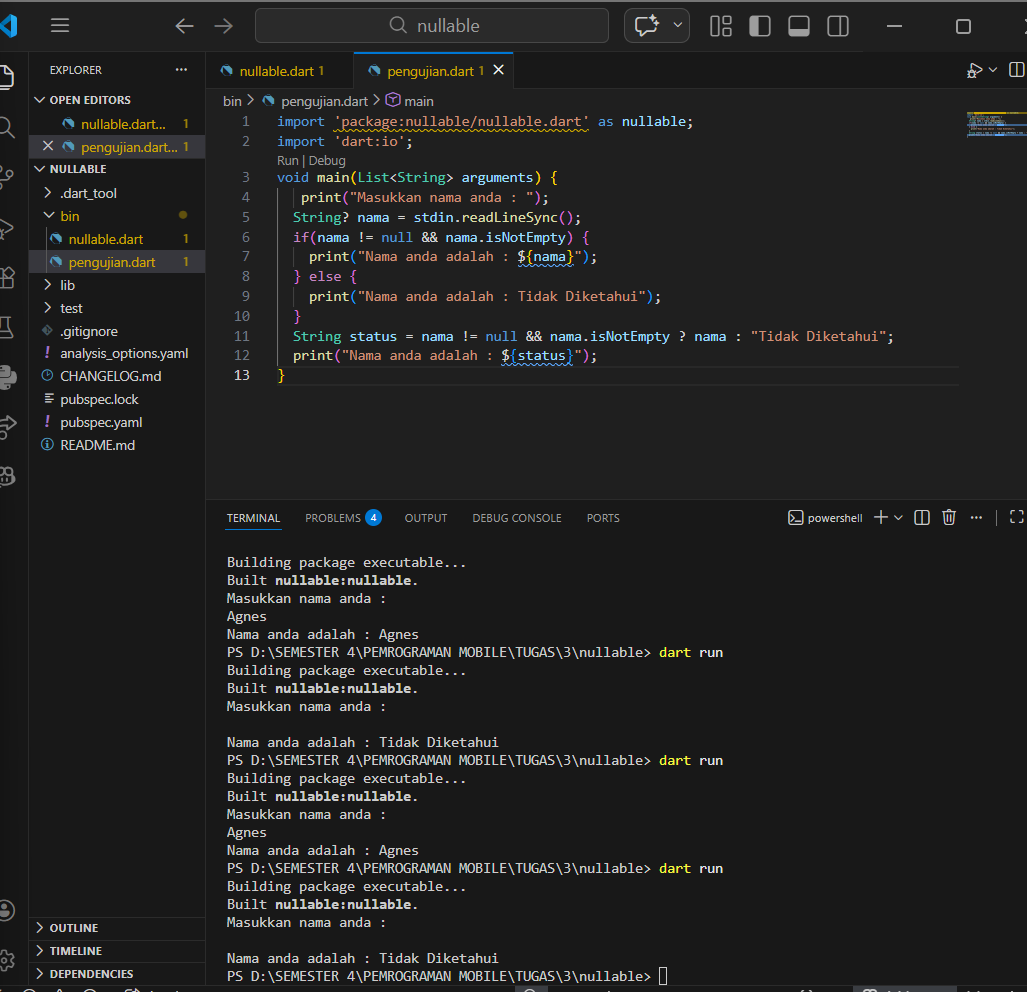 nullable
EXPLORER
nullable.dart 1
pengujian.dart 1
OPEN EDITORS
nullable.dart... 1
pengujian.dart... 1
NULLABLE
.dart_tool
bin
nullable.dart 1
pengujian.dart 1
lib
test
.gitignore
analysis_options.yaml
CHANGELOG.md
pubspec.lock
pubspec.yaml
README.md
OUTLINE
TIMELINE
DEPENDENCIES
bin > pengujian.dart > main
1 import 'package:nullable/nullable.dart' as nullable;
2 import 'dart:io';
Run | Debug
3 void main(List<String> arguments) {
4 print("Masukkan nama anda : ");
5 String? nama = stdin.readLineSync();
6 if(nama != null && nama.isNotEmpty) {
7 print("Nama anda adalah : ${nama}");
8 } else {
9 print("Nama anda adalah : Tidak Diketahui");
10 }
11 String status = nama != null && nama.isNotEmpty ? nama : "Tidak Diketahui";
12 print("Nama anda adalah : ${status}");
13 }
TERMINAL PROBLEMS 4 OUTPUT DEBUG CONSOLE PORTS powershell
Building package executable...
Built nullable:nullable.
Masukkan nama anda :
Agnes
Nama anda adalah : Agnes
PS D:\SEMESTER 4\PEMROGRAMAN MOBILE\TUGAS\3\nullable> dart run
Building package executable...
Built nullable:nullable.
Masukkan nama anda :
Nama anda adalah : Tidak Diketahui
PS D:\SEMESTER 4\PEMROGRAMAN MOBILE\TUGAS\3\nullable> dart run
Building package executable...
Built nullable:nullable.
Masukkan nama anda :
Agnes
Nama anda adalah : Agnes
PS D:\SEMESTER 4\PEMROGRAMAN MOBILE\TUGAS\3\nullable> dart run
Building package executable...
Built nullable:nullable.
Masukkan nama anda :
Nama anda adalah : Tidak Diketahui
PS D:\SEMESTER 4\PEMROGRAMAN MOBILE\TUGAS\3\nullable>